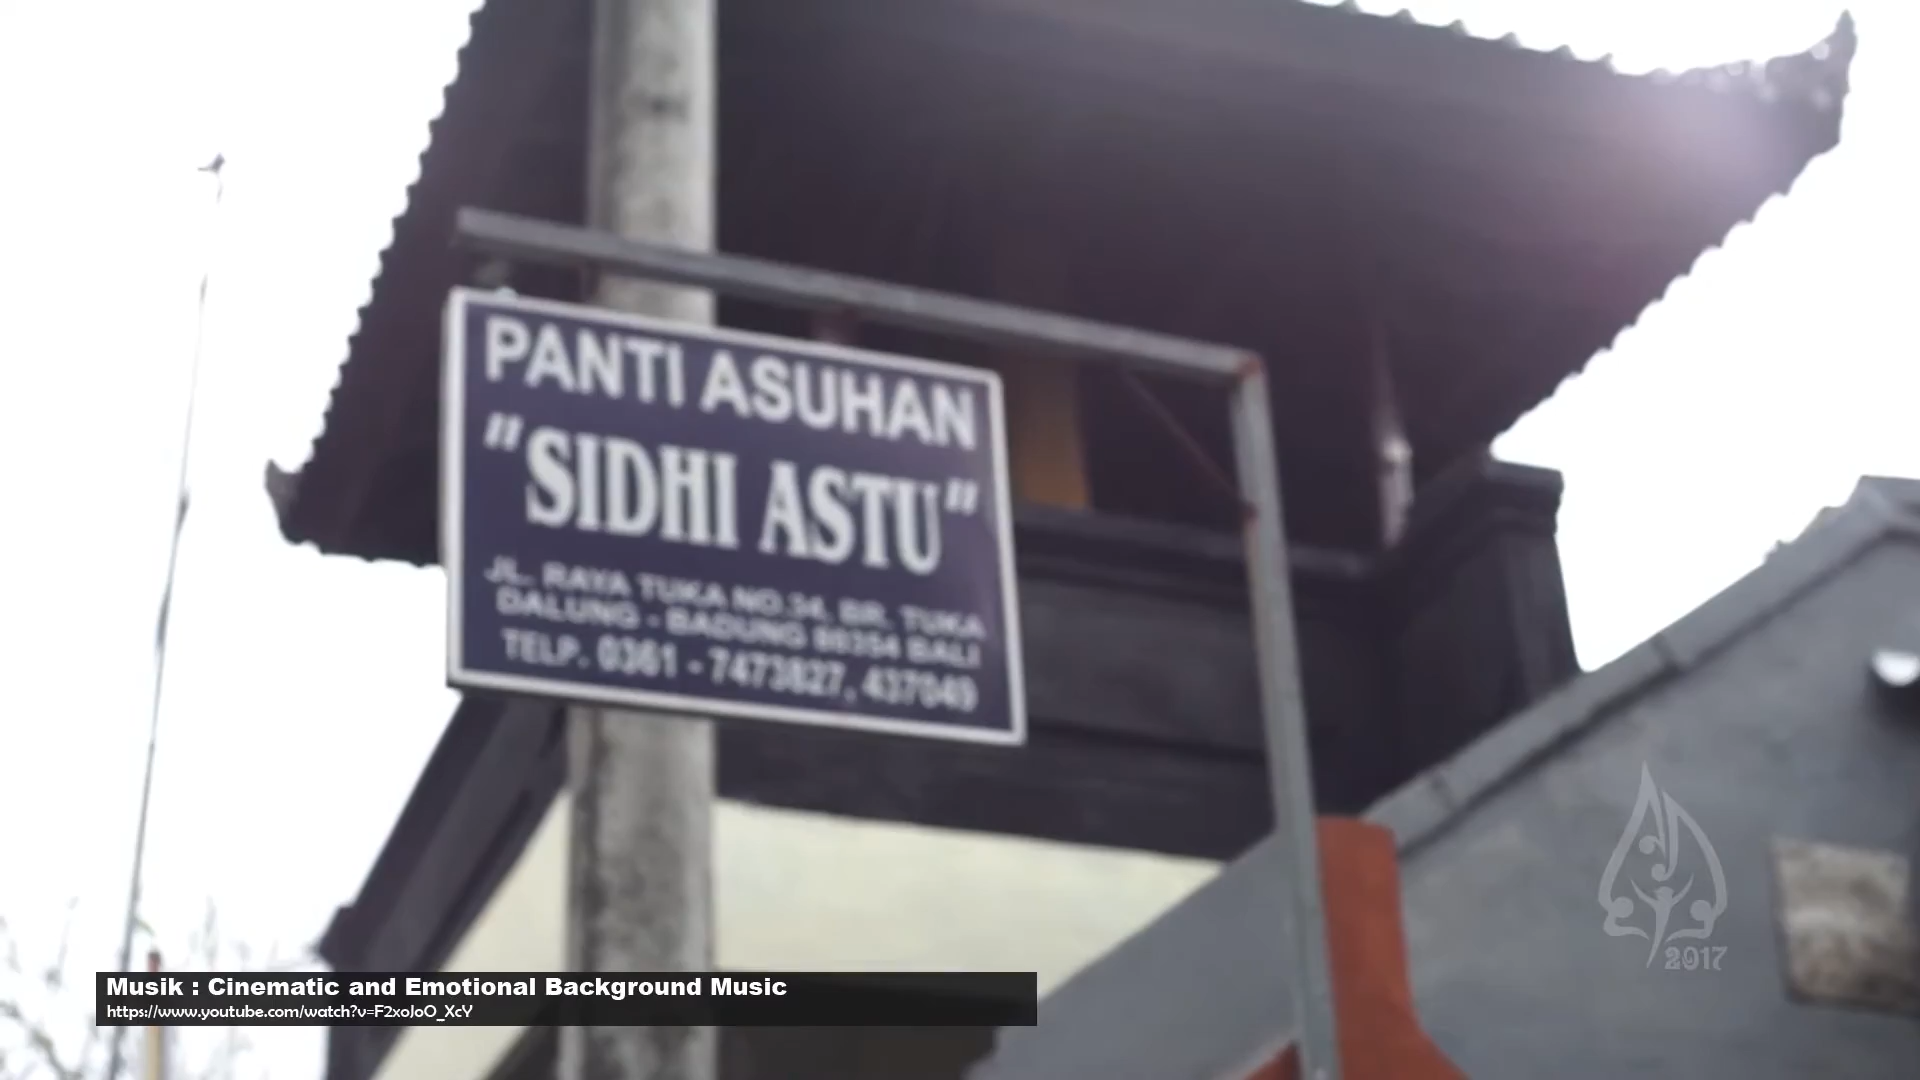 PANTI ASUHAN
"SIDHI ASTU"
JL. RAYA TUKA NO.34, BR. TUKA
DALUNG - BADUNG 80354 BALI
TELP. 0361 - 7473827, 437049
2017
Musik : Cinematic and Emotional Background Music
https://www.youtube.com/watch?v=F2xoJoO_XcY